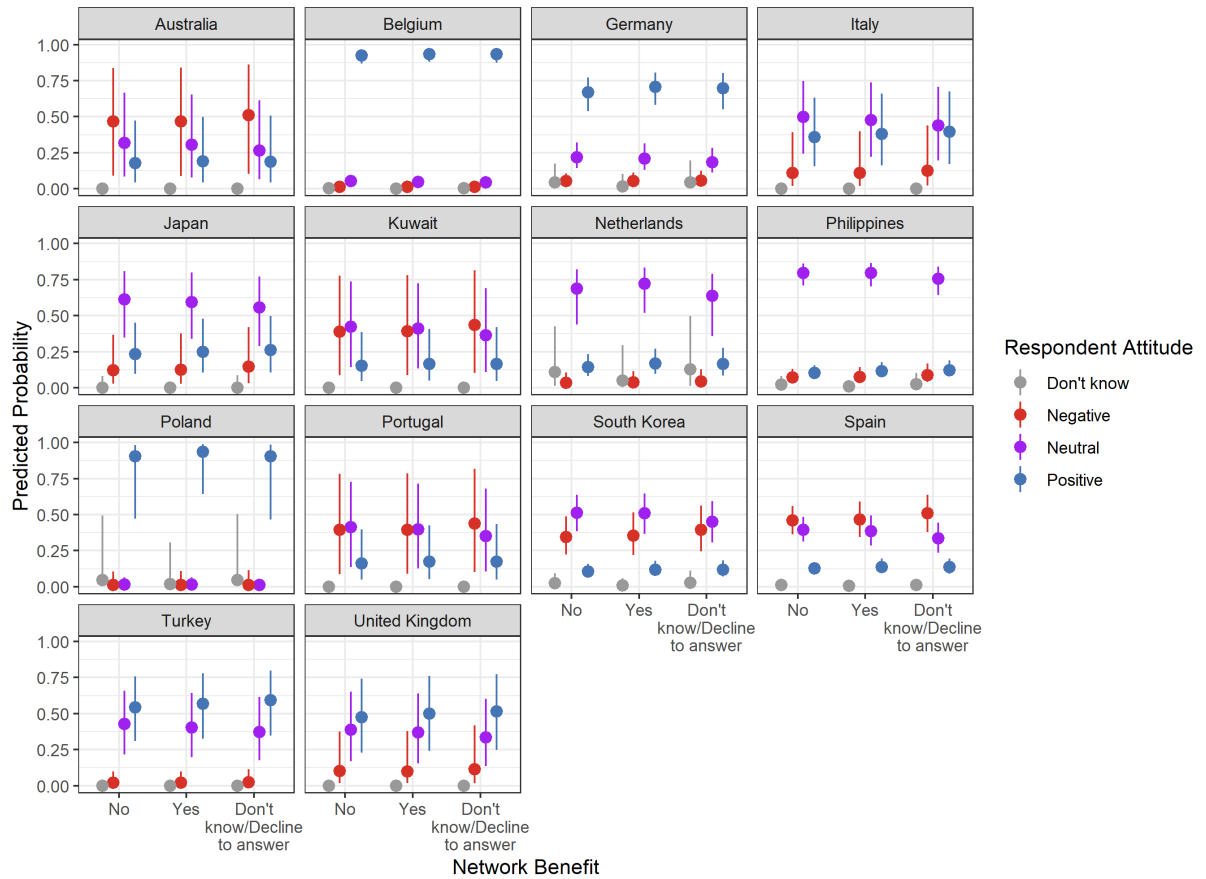 Australia
Belgium
Germany
Italy
1.00
0.75
0.50
0.25
0.00
Japan
Kuwait
Netherlands
Philippines
1.00
0.75
0.50
0.25
0.00
Poland
Portugal
South Korea
Spain
1.00
0.75
0.50
0.25
0.00
No
Yes
Don't
know/Decline
to answer
No
Yes
Don't
know/Decline
to answer
Turkey
United Kingdom
1.00
0.75
0.50
0.25
0.00
No
Yes
Don't
know/Decline
to answer
No
Yes
Don't
know/Decline
to answer
Predicted Probability
Network Benefit
Respondent Attitude
Don't know
Negative
Neutral
Positive